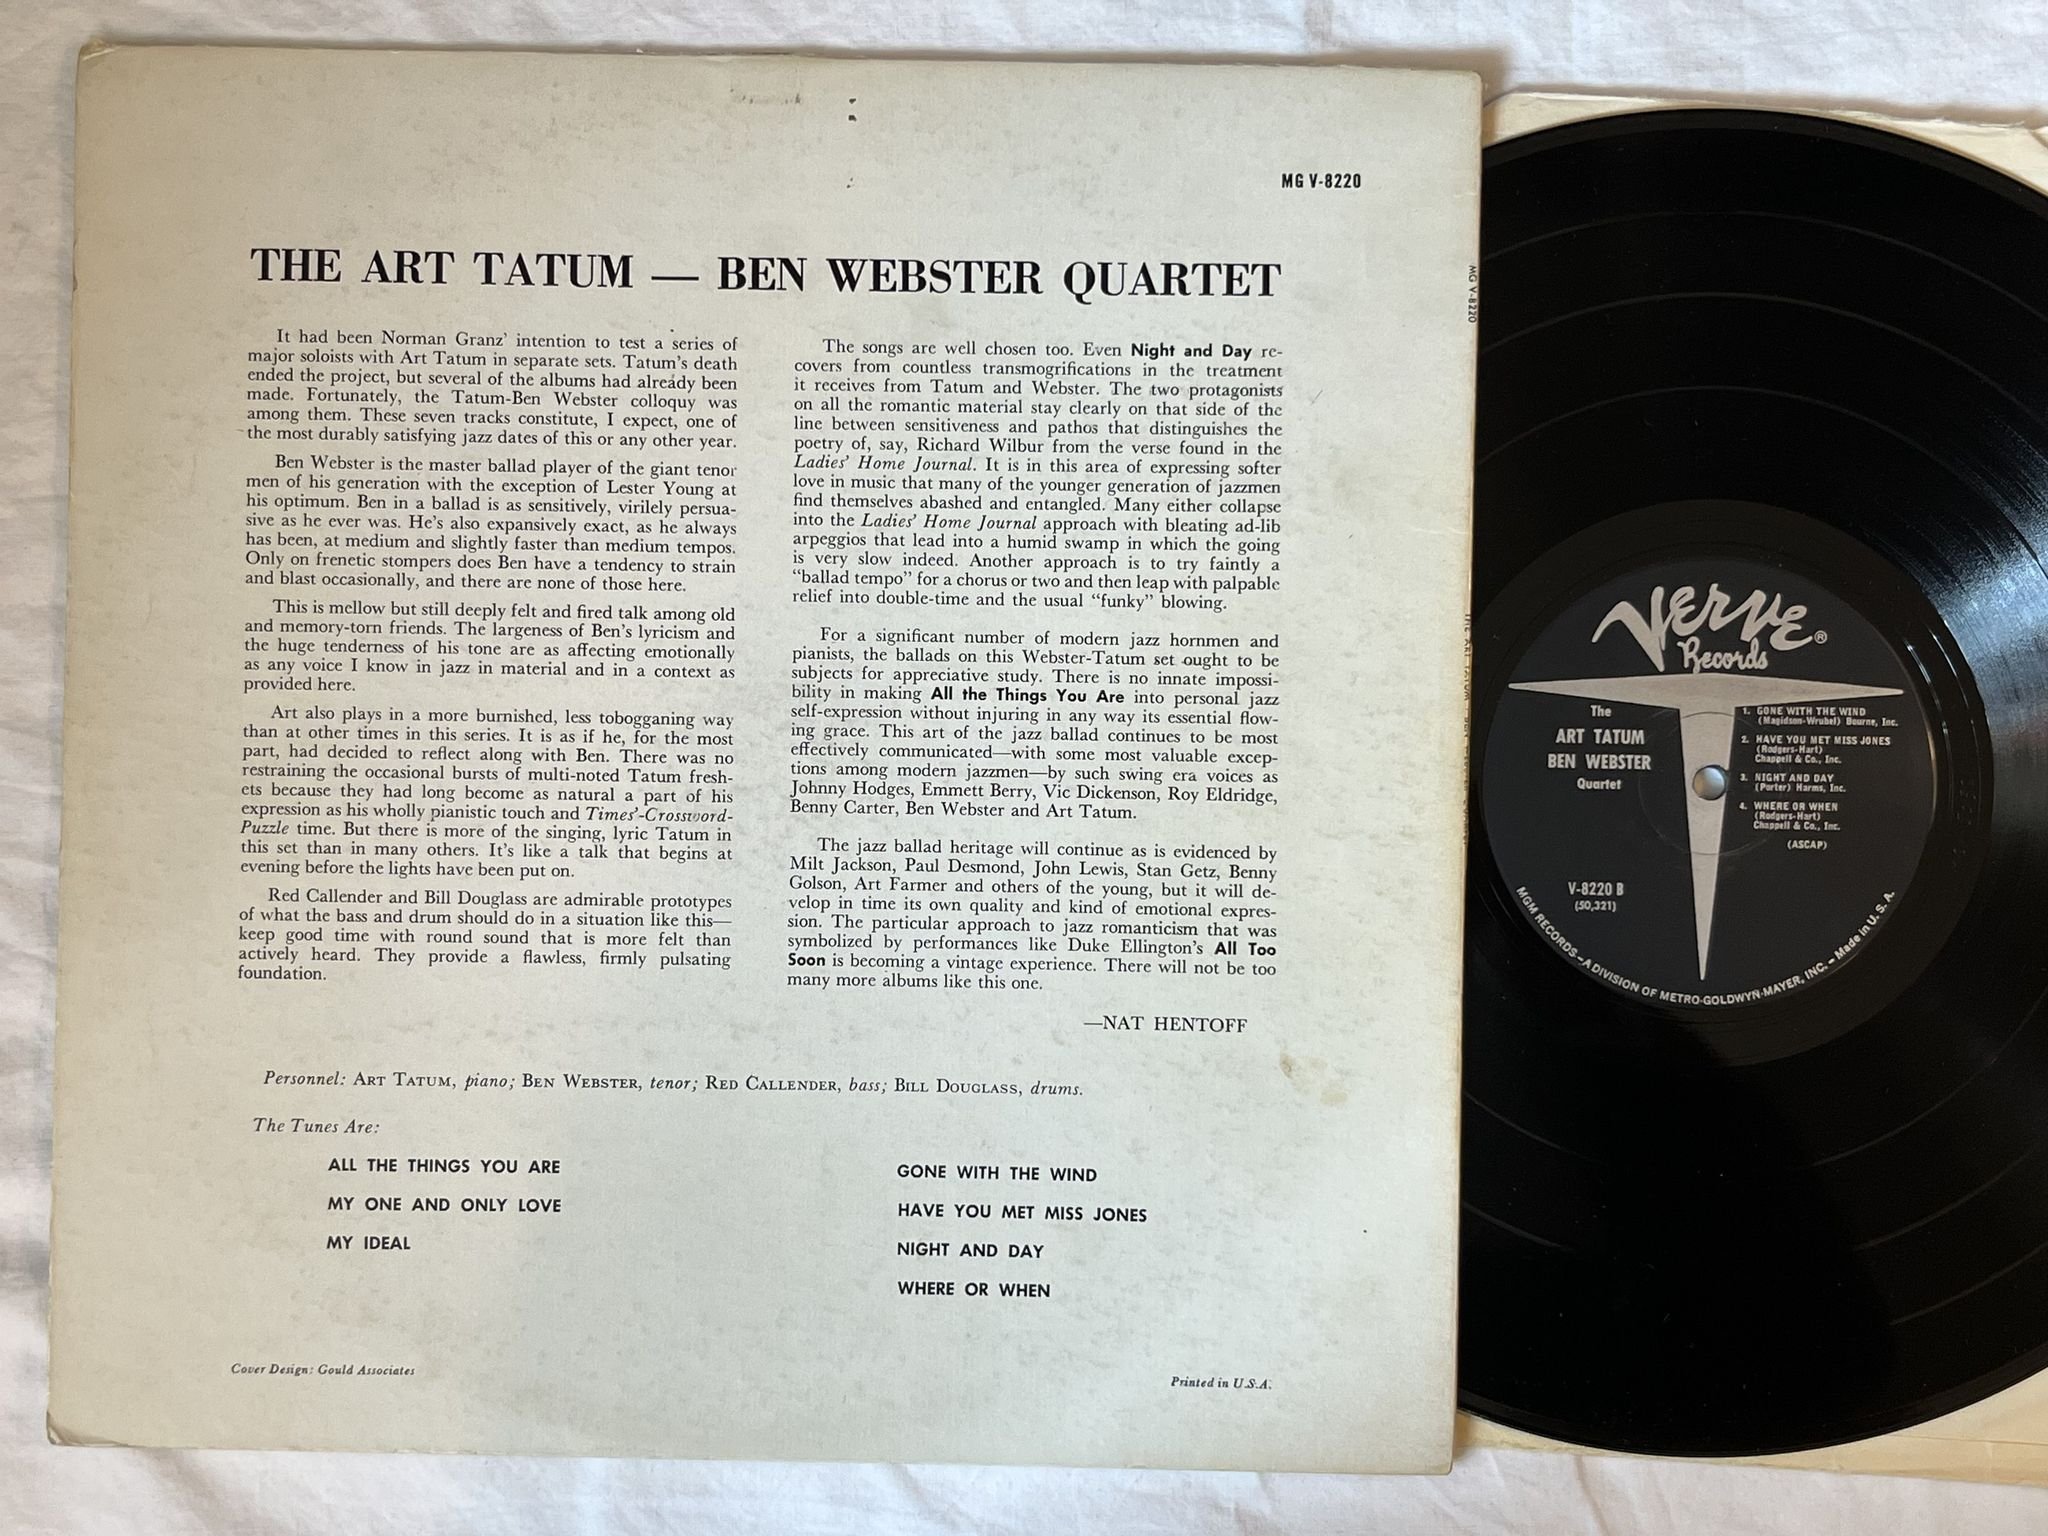 MG V-8220
THE ART TATUM — BEN WEBSTER QUARTET
It had been Norman Granz' intention to test a series of
major soloists with Art Tatum in separate sets. Tatum's death
ended the project, but several of the albums had already been
made. Fortunately, the Tatum-Ben Webster colloquy was
among them. These seven tracks constitute, I expect, one of
the most durably satisfying jazz dates of this or any other year.
Ben Webster is the master ballad player of the giant tenor
men of his generation with the exception of Lester Young at
his optimum. Ben in a ballad is as sensitively, virilely persua-
sive as he ever was. He's also expansively exact, as he always
has been, at medium and slightly faster than medium tempos.
Only on frenetic stompers does Ben have a tendency to strain
and blast occasionally, and there are none of those here.
This is mellow but still deeply felt and fired talk among old
and memory-torn friends. The largeness of Ben's lyricism and
the huge tenderness of his tone are as affecting emotionally
as any voice I know in jazz in material and in a context as
provided here.
Art also plays in a more burnished, less tobogganing way
than at other times in this series. It is as if he, for the most
part, had decided to reflect along with Ben. There was no
restraining the occasional bursts of multi-noted Tatum fresh-
ets because they had long become as natural a part of his
expression as his wholly pianistic touch and Times'-Crossword-
Puzzle time. But there is more of the singing, lyric Tatum in
this set than in many others. It's like a talk that begins at
evening before the lights have been put on.
Red Callender and Bill Douglass are admirable prototypes
of what the bass and drum should do in a situation like this—
keep good time with round sound that is more felt than
actively heard. They provide a flawless, firmly pulsating
foundation.
The songs are well chosen too. Even Night and Day re-
covers from countless transmogrifications in the treatment
it receives from Tatum and Webster. The two protagonists
on all the romantic material stay clearly on that side of the
line between sensitiveness and pathos that distinguishes the
poetry of, say, Richard Wilbur from the verse found in the
Ladies' Home Journal. It is in this area of expressing softer
love in music that many of the younger generation of jazzmen
find themselves abashed and entangled. Many either collapse
into the Ladies' Home Journal approach with bleating ad-lib
arpeggios that lead into a humid swamp in which the going
is very slow indeed. Another approach is to try faintly a
"ballad tempo" for a chorus or two and then leap with palpable
relief into double-time and the usual "funky" blowing.
For a significant number of modern jazz hornmen and
pianists, the ballads on this Webster-Tatum set ought to be
subjects for appreciative study. There is no innate impossi-
bility in making All the Things You Are into personal jazz
self-expression without injuring in any way its essential flow-
ing grace. This art of the jazz ballad continues to be most
effectively communicated—with some most valuable excep-
tions among modern jazzmen—by such swing era voices as
Johnny Hodges, Emmett Berry, Vic Dickenson, Roy Eldridge,
Benny Carter, Ben Webster and Art Tatum.
The jazz ballad heritage will continue as is evidenced by
Milt Jackson, Paul Desmond, John Lewis, Stan Getz, Benny
Golson, Art Farmer and others of the young, but it will de-
velop in time its own quality and kind of emotional expres-
sion. The particular approach to jazz romanticism that was
symbolized by performances like Duke Ellington's All Too
Soon is becoming a vintage experience. There will not be too
many more albums like this one.
—NAT HENTOFF
Personnel: ART TATUM, piano; BEN WEBSTER, tenor; RED CALLENDER, bass; BILL DOUGLASS, drums.
The Tunes Are:
ALL THE THINGS YOU ARE
MY ONE AND ONLY LOVE
MY IDEAL
GONE WITH THE WIND
HAVE YOU MET MISS JONES
NIGHT AND DAY
WHERE OR WHEN
Cover Design: Gould Associates
Printed in U.S.A.
MG V-8220
VERVE®
Records
The
ART TATUM
BEN WEBSTER
Quartet
1. GONE WITH THE WIND
(Magidson-Wrubel) Bourne, Inc.
2. HAVE YOU MET MISS JONES
(Rodgers-Hart)
Chappell & Co., Inc.
3. NIGHT AND DAY
(Porter) Harms, Inc.
4. WHERE OR WHEN
(Rodgers-Hart)
Chappell & Co., Inc.
(ASCAP)
V-8220 B
(50,321)
MGM RECORDS – A DIVISION OF METRO-GOLDWYN-MAYER, INC. – Made in U.S.A.